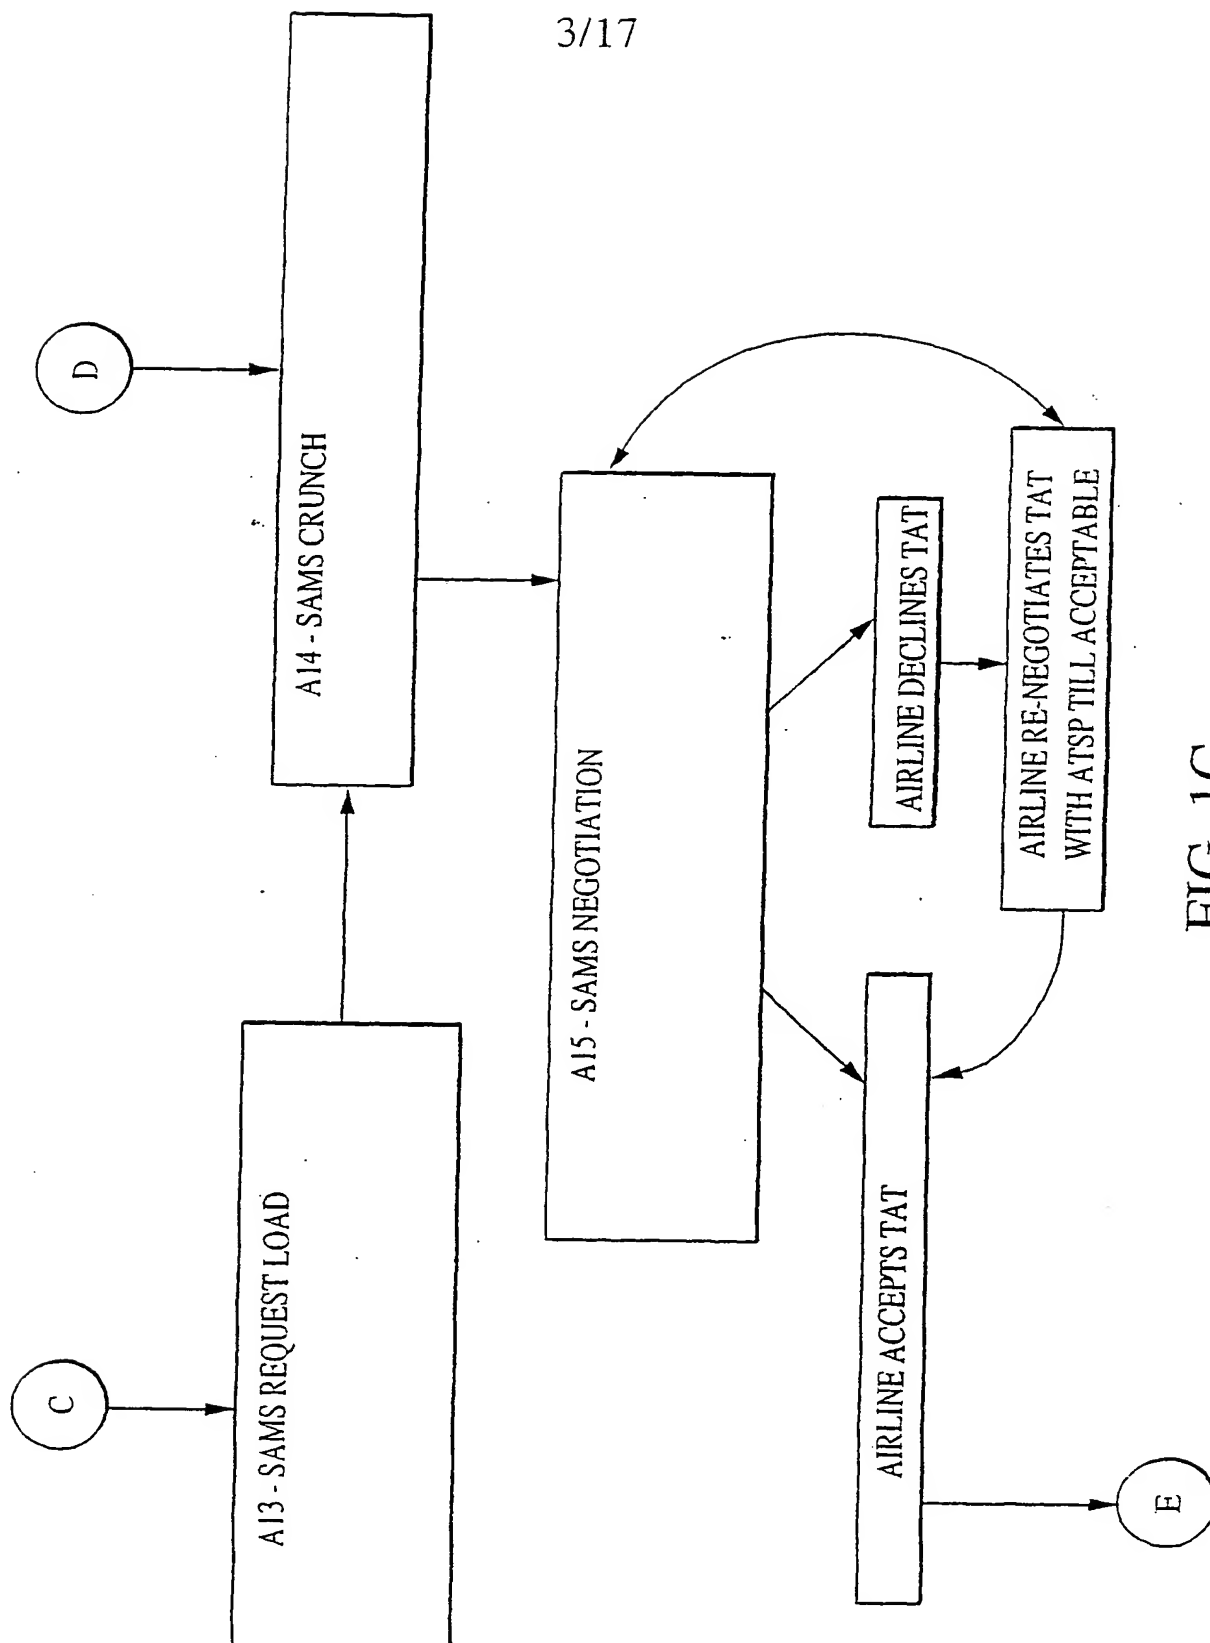 3/17
C
D
A13 - SAMS REQUEST LOAD
A14 - SAMS CRUNCH
A15 - SAMS NEGOTIATION
AIRLINE ACCEPTS TAT
AIRLINE DECLINES TAT
AIRLINE RE-NEGOTIATES TAT
WITH ATSP TILL ACCEPTABLE
E
FIG. 1C